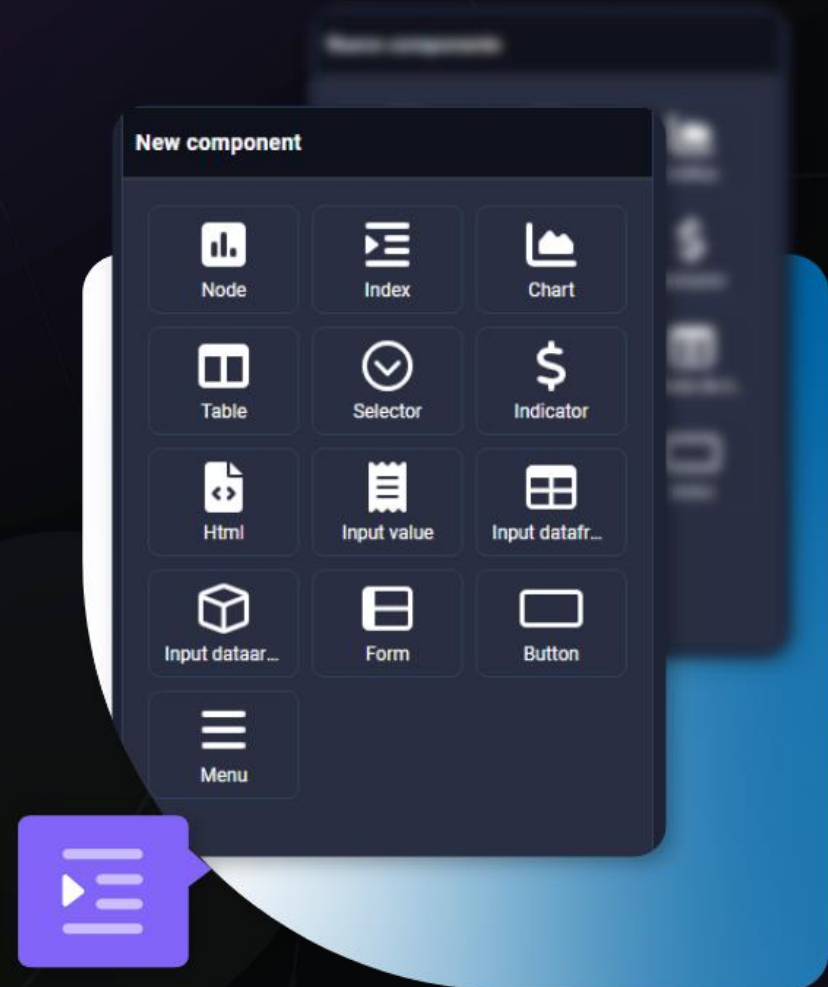 New component
Node
Index
Chart
Table
Selector
Indicator
Html
Input value
Input datafr...
Input dataar...
Form
Button
Menu